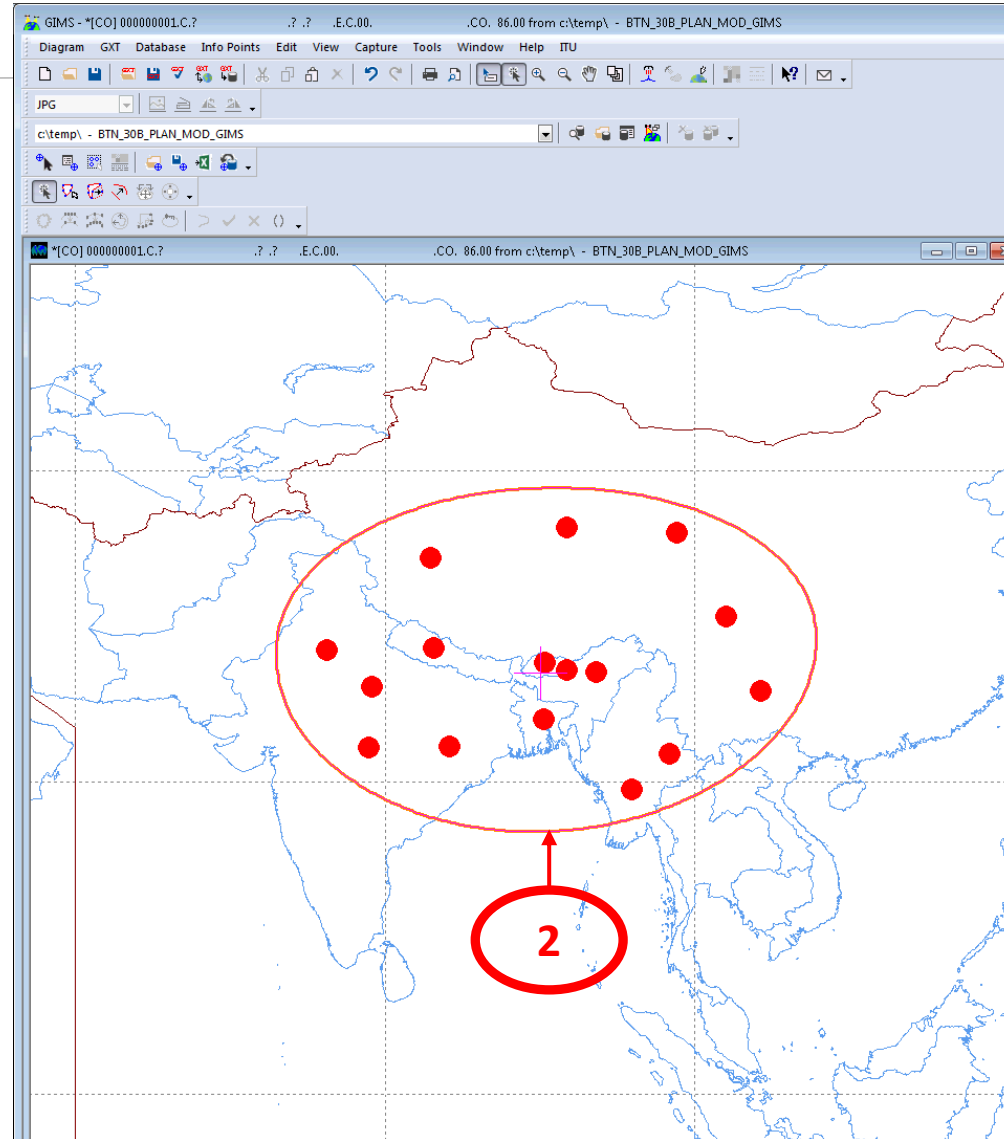 GIMS - *[CO] 000000001.C.? .? .? .E.C.00. .CO. 86.00 from c:\temp\ - BTN_30B_PLAN_MOD_GIMS
Diagram GXT Database Info Points Edit View Capture Tools Window Help ITU
JPG
c:\temp\ - BTN_30B_PLAN_MOD_GIMS
*[CO] 000000001.C.? .? .? .E.C.00. .CO. 86.00 from c:\temp\ - BTN_30B_PLAN_MOD_GIMS
2